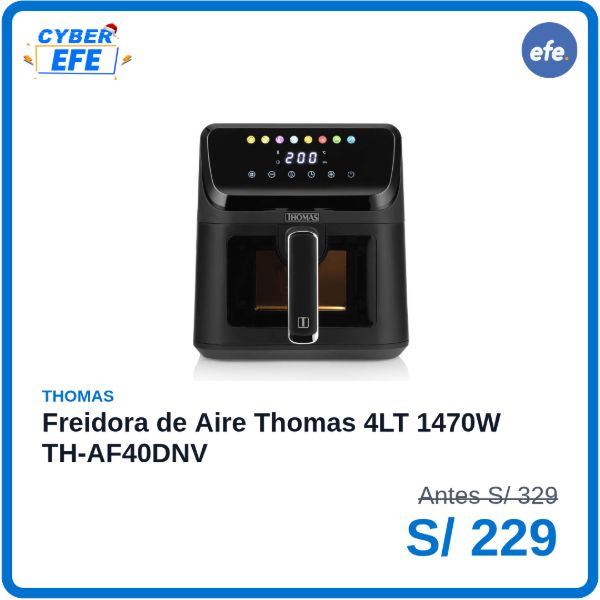 CYBER
EFE
efe.
200
THOMAS
THOMAS
Freidora de Aire Thomas 4LT 1470W
TH-AF40DNV
Antes S/ 329
S/ 229